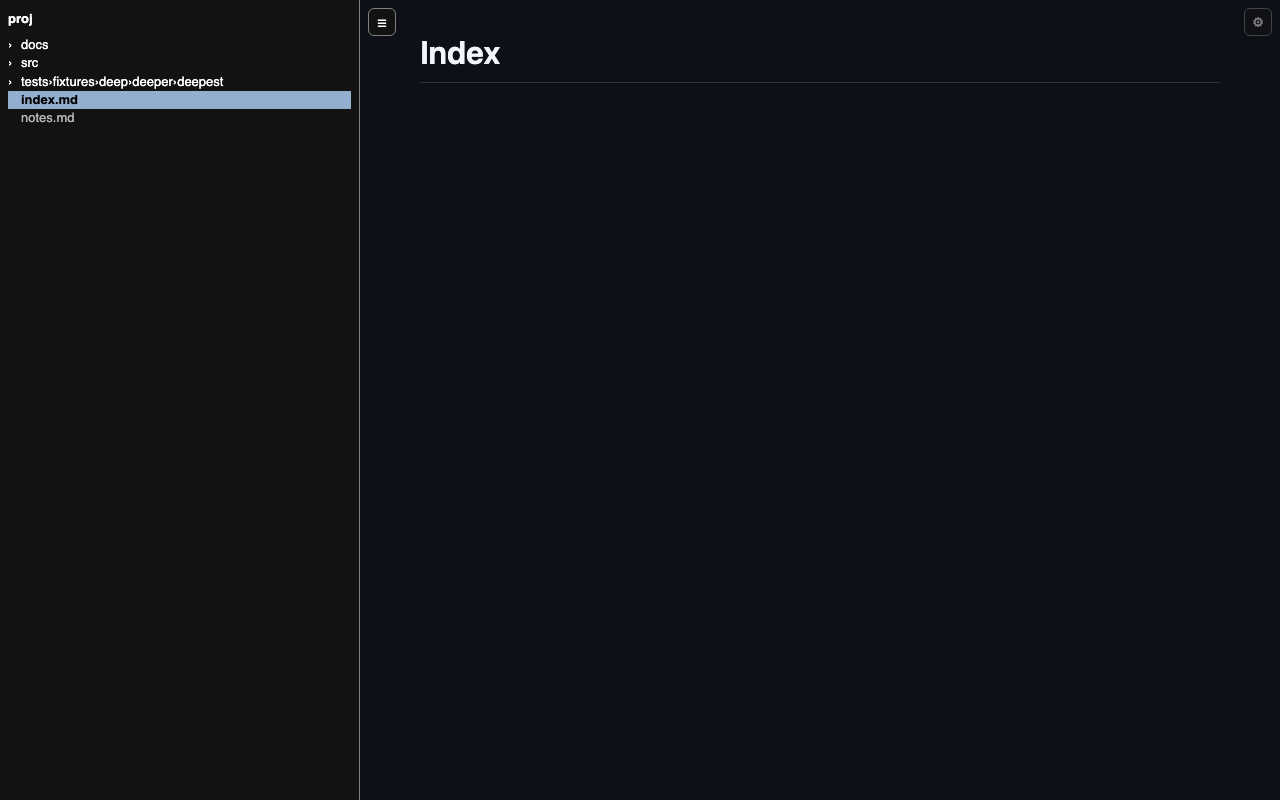 proj
› docs
› src
› tests›fixtures›deep›deeper›deepest
index.md
notes.md
Index